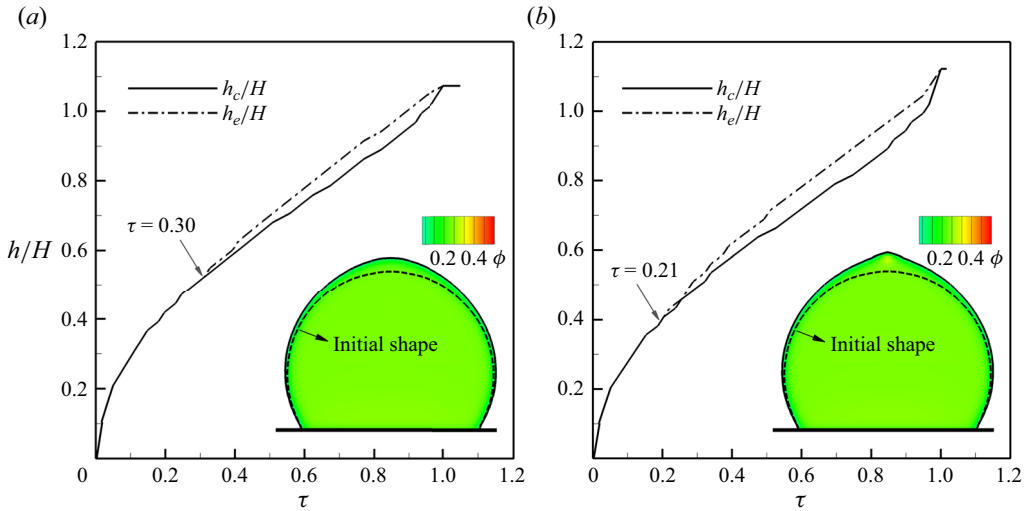 (a)
1.2
1.0
0.8
0.6
0.4
0.2
0
h/H
h_c/H
h_e/H
τ = 0.30
0.2 0.4 ϕ
Initial shape
0.2 0.4 0.6 0.8 1.0 1.2
τ
(b)
1.2
1.0
0.8
0.6
0.4
0.2
0
h_c/H
h_e/H
τ = 0.21
0.2 0.4 ϕ
Initial shape
0.2 0.4 0.6 0.8 1.0 1.2
τ